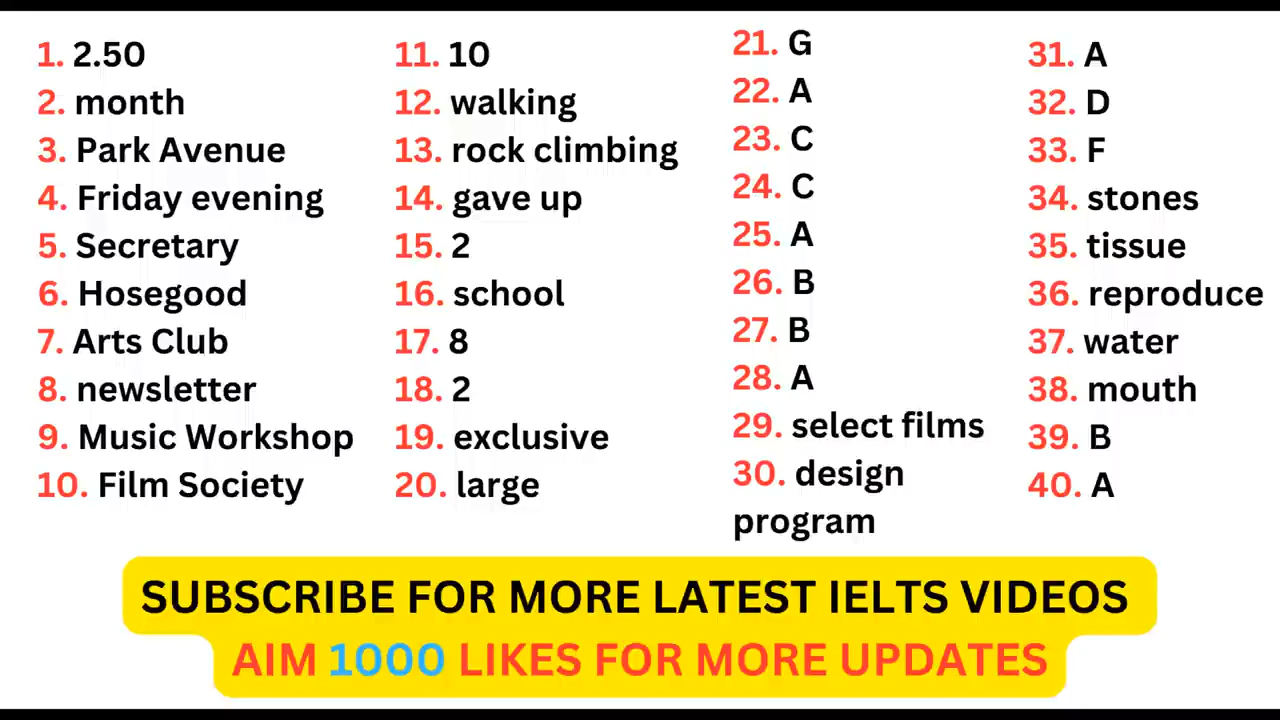 1. 2.50
2. month
3. Park Avenue
4. Friday evening
5. Secretary
6. Hosegood
7. Arts Club
8. newsletter
9. Music Workshop
10. Film Society
11. 10
12. walking
13. rock climbing
14. gave up
15. 2
16. school
17. 8
18. 2
19. exclusive
20. large
21. G
22. A
23. C
24. C
25. A
26. B
27. B
28. A
29. select films
30. design
program
31. A
32. D
33. F
34. stones
35. tissue
36. reproduce
37. water
38. mouth
39. B
40. A
SUBSCRIBE FOR MORE LATEST IELTS VIDEOS
AIM 1000 LIKES FOR MORE UPDATES